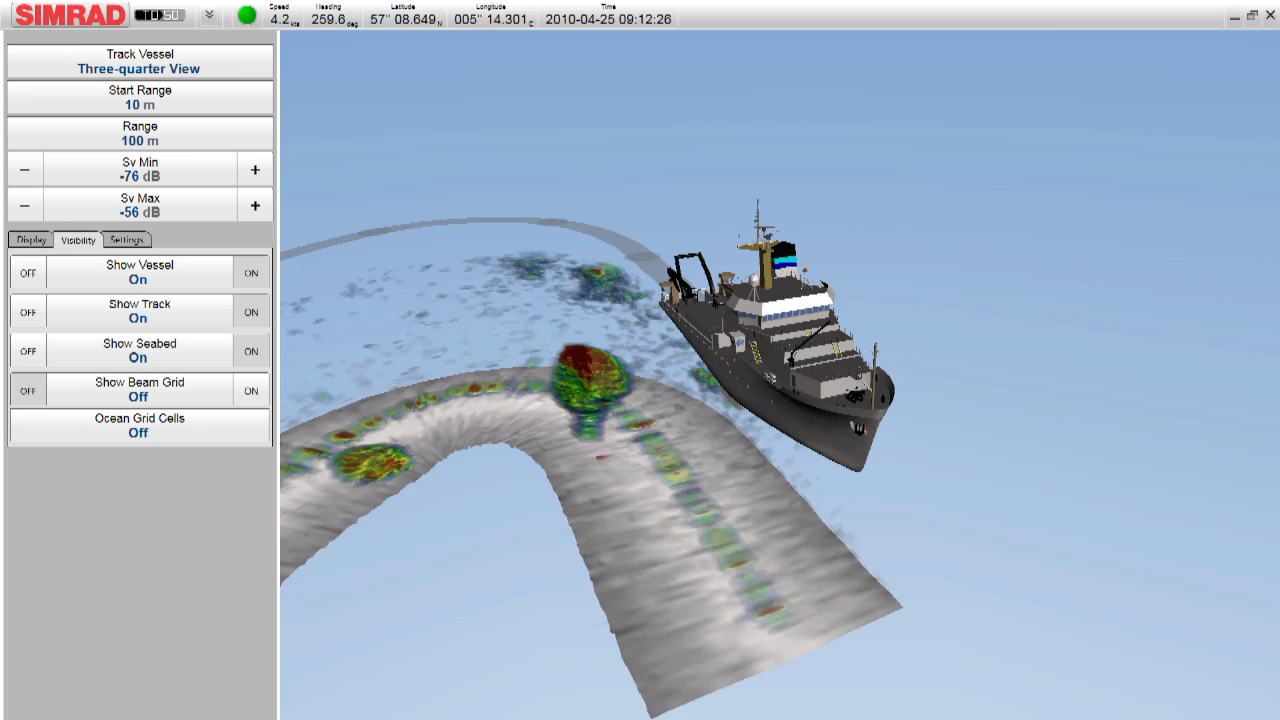 SIMRAD TD50
Speed
4.2 kts
Heading
259.6 deg
Latitude
57" 08.649 N
Longitude
005" 14.301 E
Time
2010-04-25 09:12:26
Track Vessel
Three-quarter View
Start Range
10 m
Range
100 m
− Sv Min +
-76 dB
− Sv Max +
-56 dB
Display Visibility Settings
OFF Show Vessel ON
On
OFF Show Track ON
On
OFF Show Seabed ON
On
OFF Show Beam Grid ON
Off
Ocean Grid Cells
Off